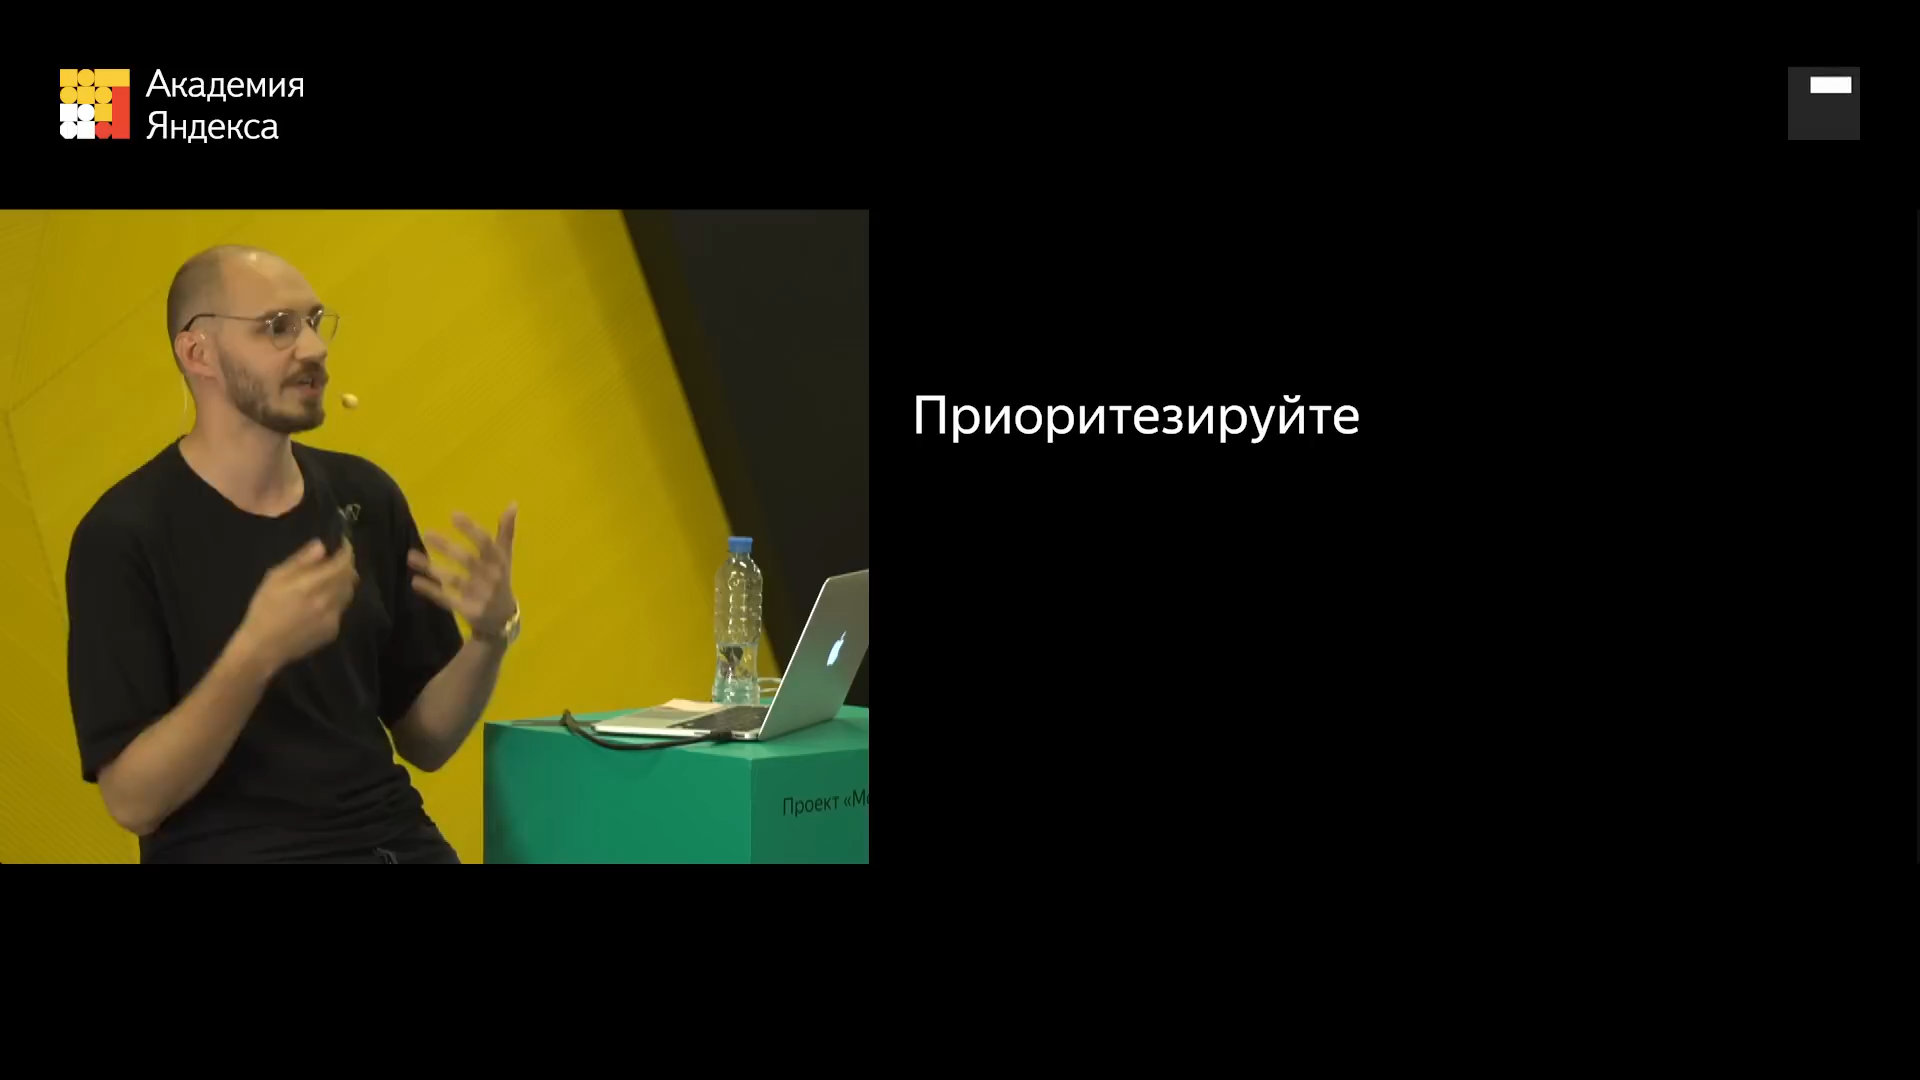 Академия
Яндекса
Приоритезируйте
Проект «М